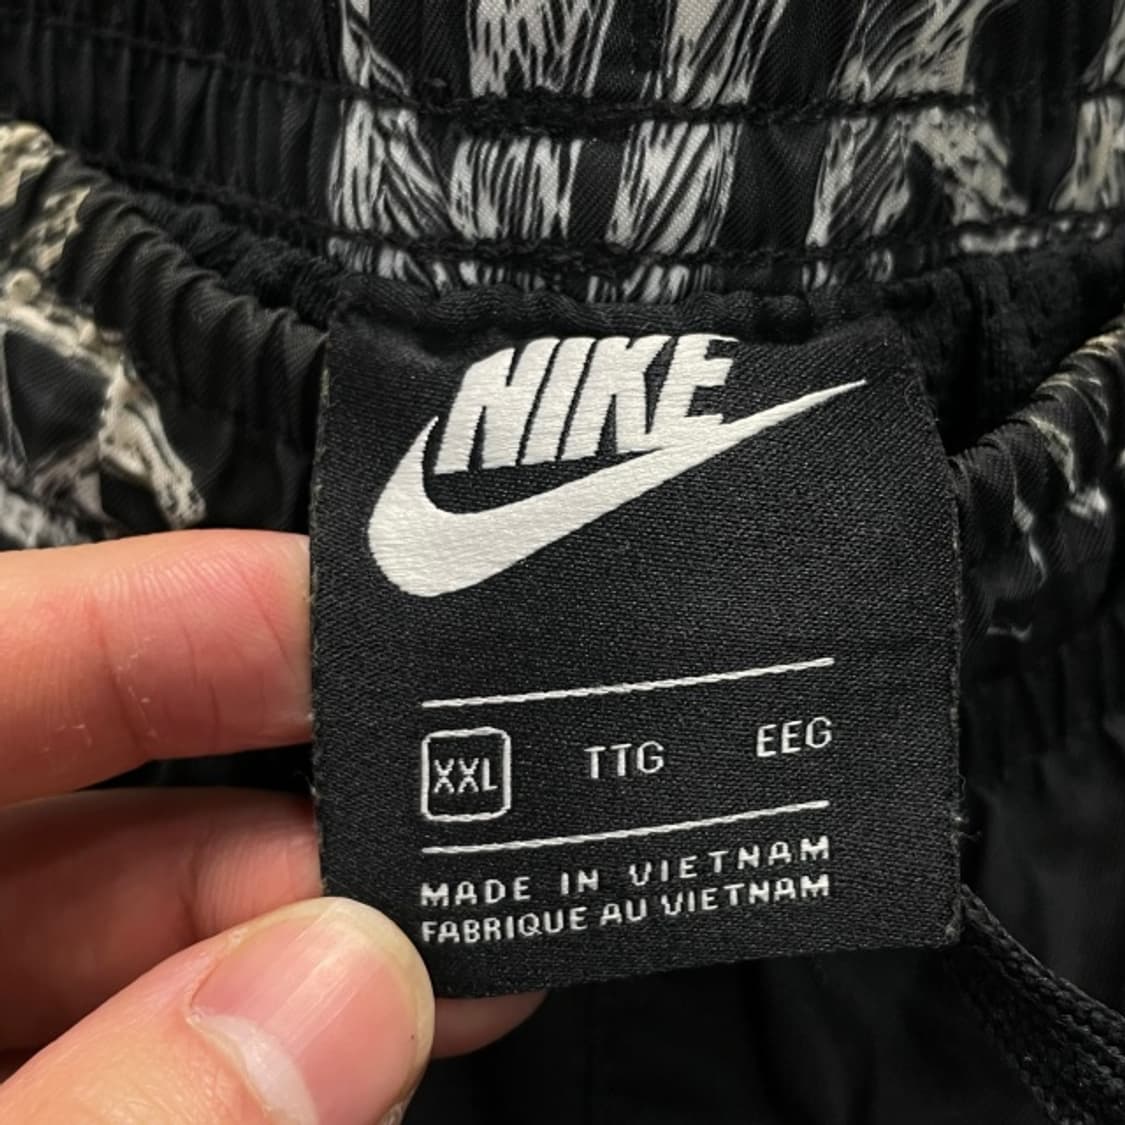 NIKE
XXL TTG EEG
MADE IN VIETNAM
FABRIQUE AU VIETNAM